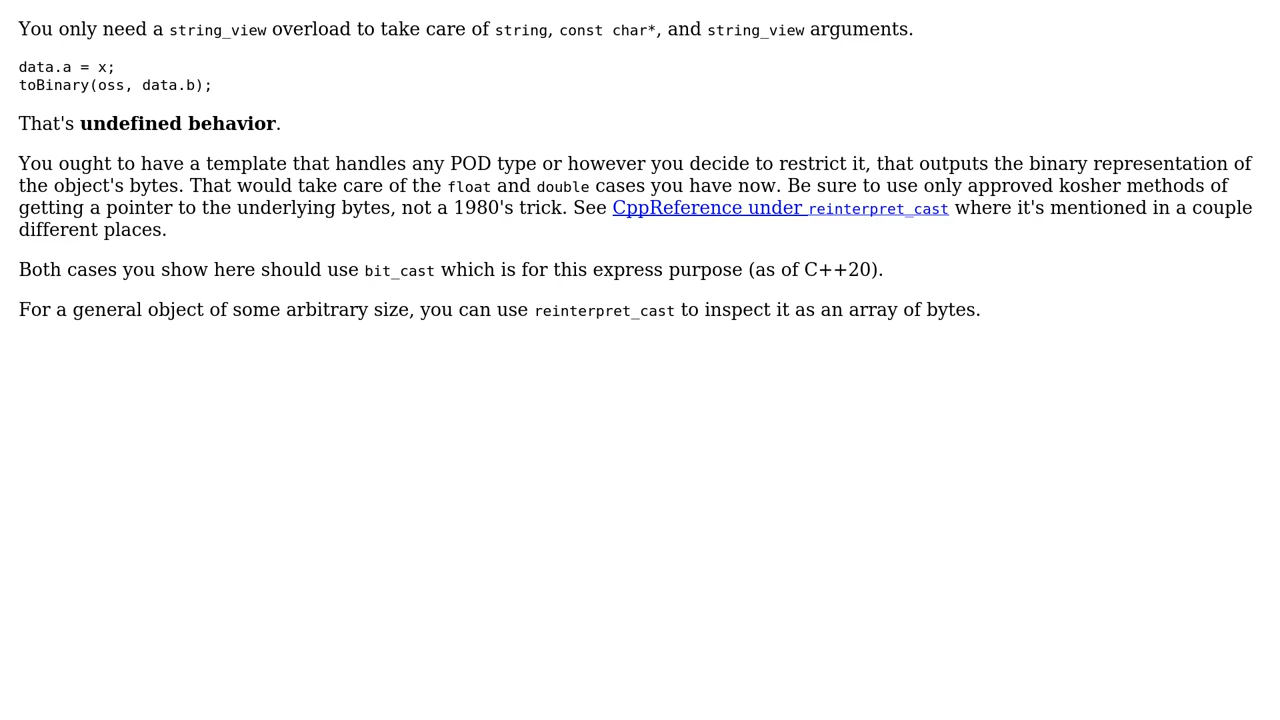 You only need a string_view overload to take care of string, const char*, and string_view arguments.
data.a = x;
toBinary(oss, data.b);
That's undefined behavior.
You ought to have a template that handles any POD type or however you decide to restrict it, that outputs the binary representation of
the object's bytes. That would take care of the float and double cases you have now. Be sure to use only approved kosher methods of
getting a pointer to the underlying bytes, not a 1980's trick. See CppReference under reinterpret_cast where it's mentioned in a couple
different places.
Both cases you show here should use bit_cast which is for this express purpose (as of C++20).
For a general object of some arbitrary size, you can use reinterpret_cast to inspect it as an array of bytes.